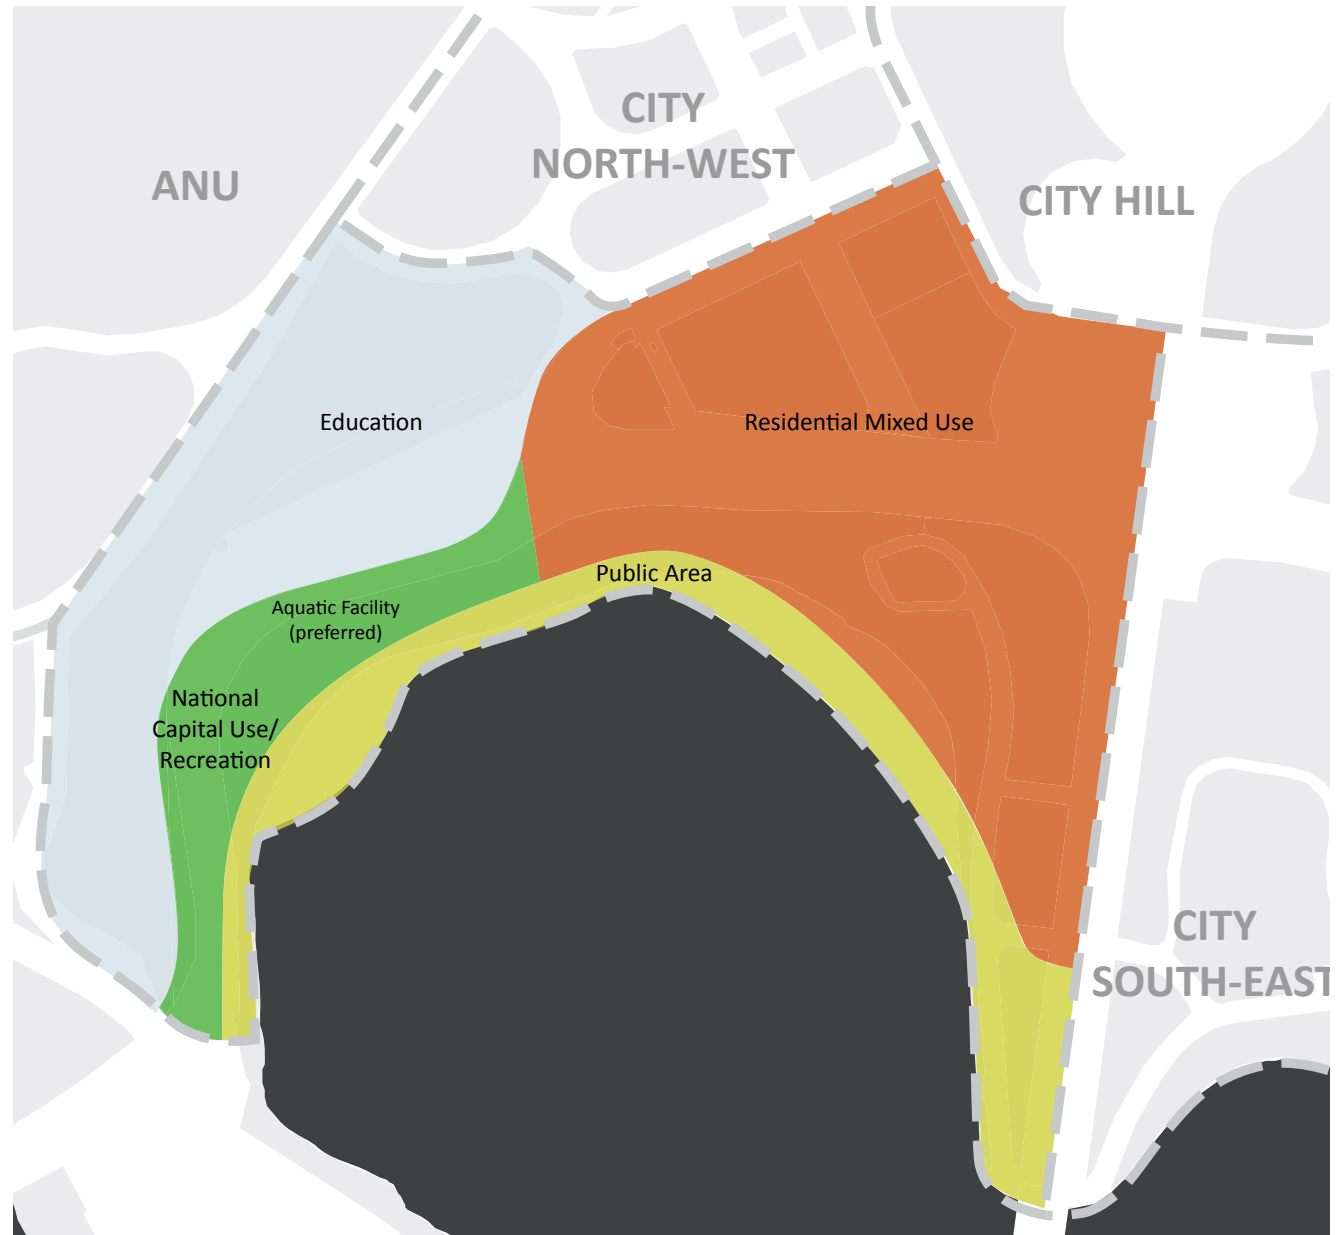 CITY
NORTH-WEST
ANU
CITY HILL
Education
Residential Mixed Use
Public Area
Aquatic Facility
(preferred)
National
Capital Use/
Recreation
CITY
SOUTH-EAST